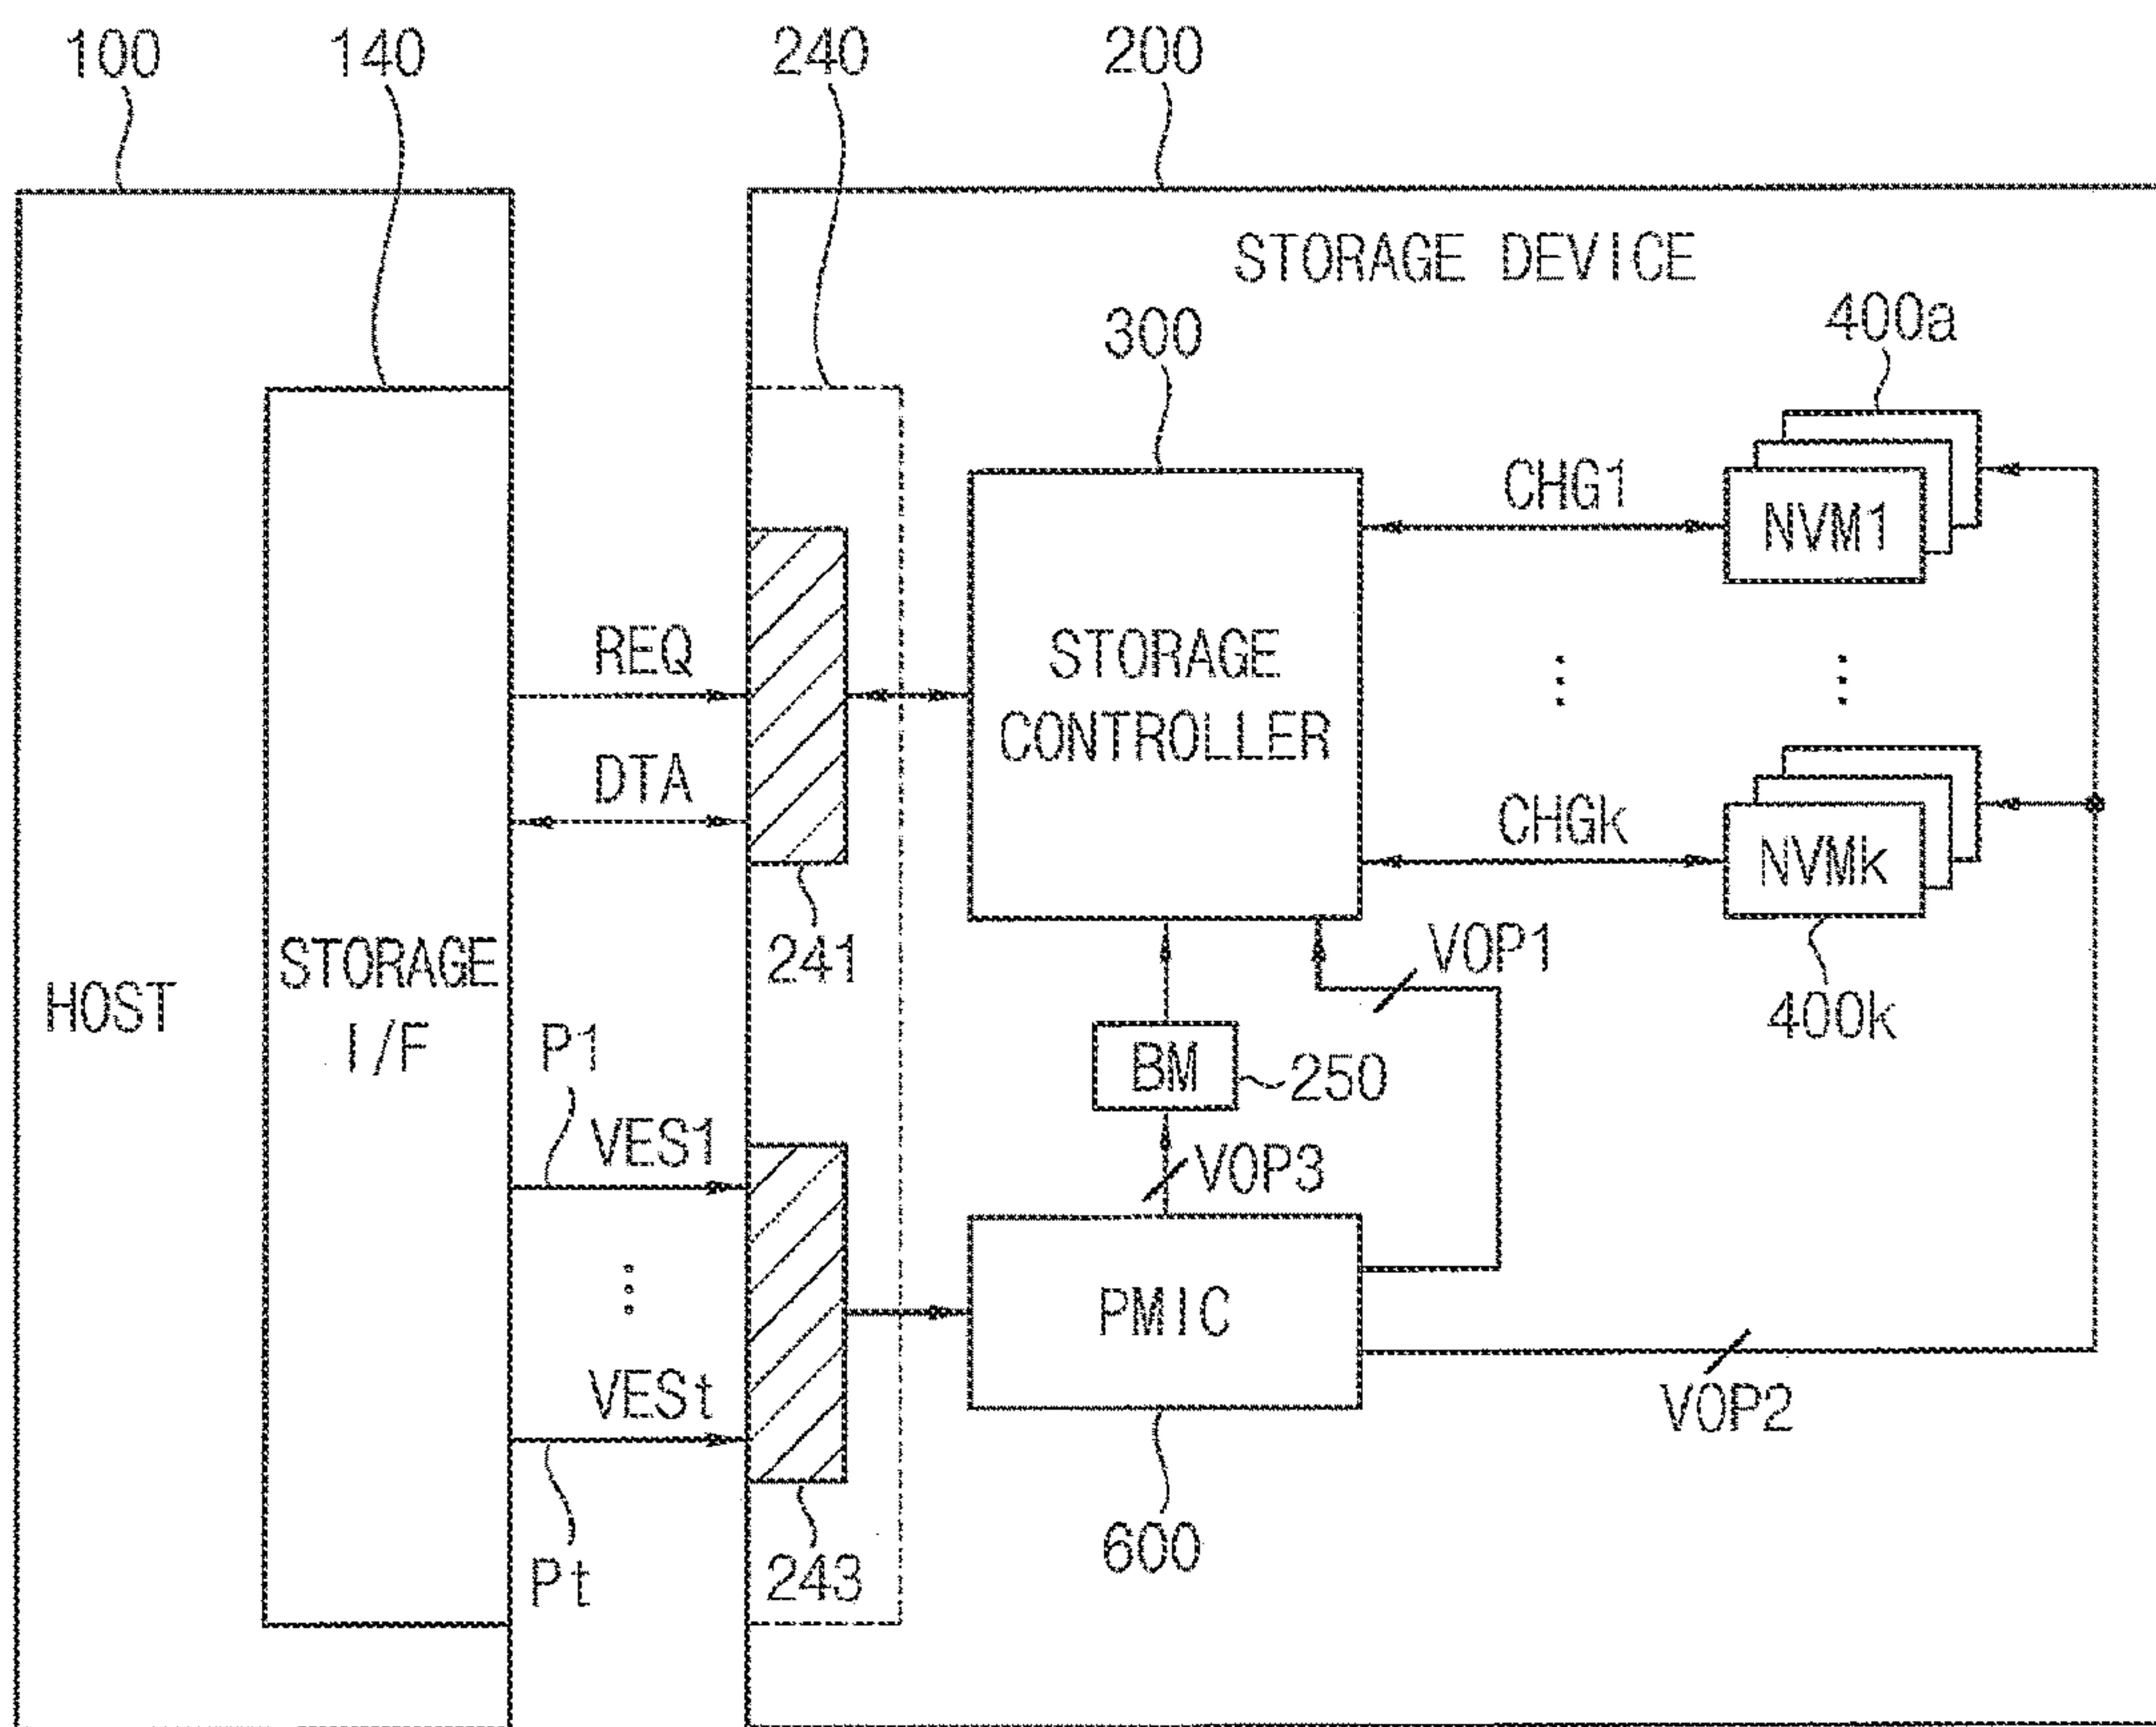 100
140
240
200
STORAGE DEVICE
300
400a
CHG1
NVM1
REQ
STORAGE
CONTROLLER
DTA
CHGk
NVMk
241
VOP1
STORAGE
I/F
HOST
400k
P1
BM
250
VES1
VOP3
PMIC
VESt
VOP2
Pt
243
600